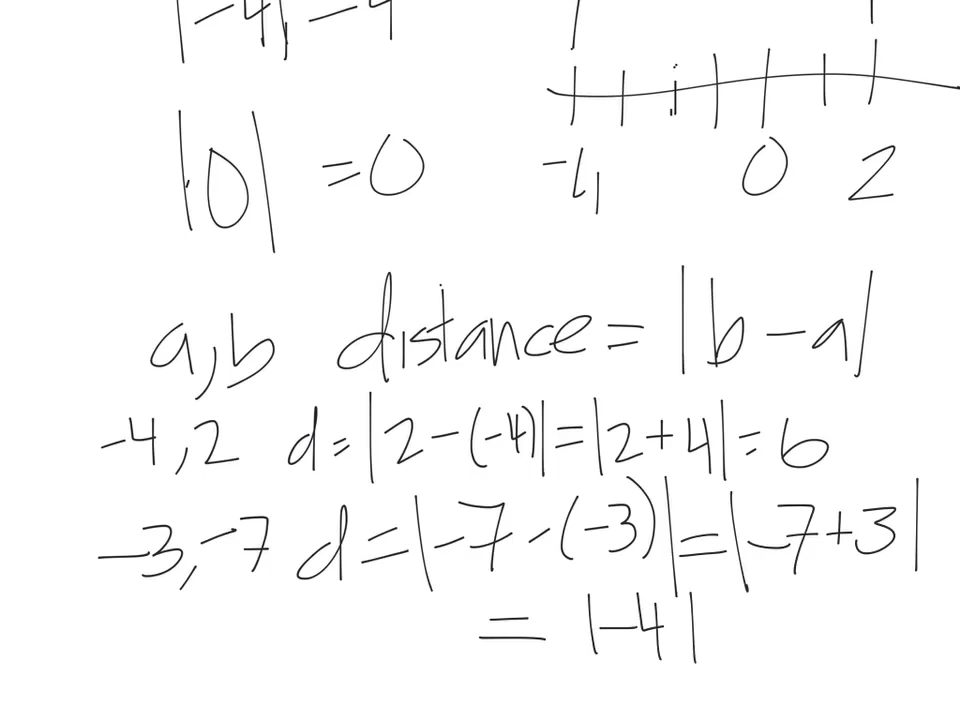 |-4|, -4
|0| = 0
-4 0 2
a, b distance = |b - a|
-4, 2 d = |2 - (-4)| = |2 + 4| = 6
-3, -7 d = |-7 - (-3)| = |-7 + 3|
= |-4|